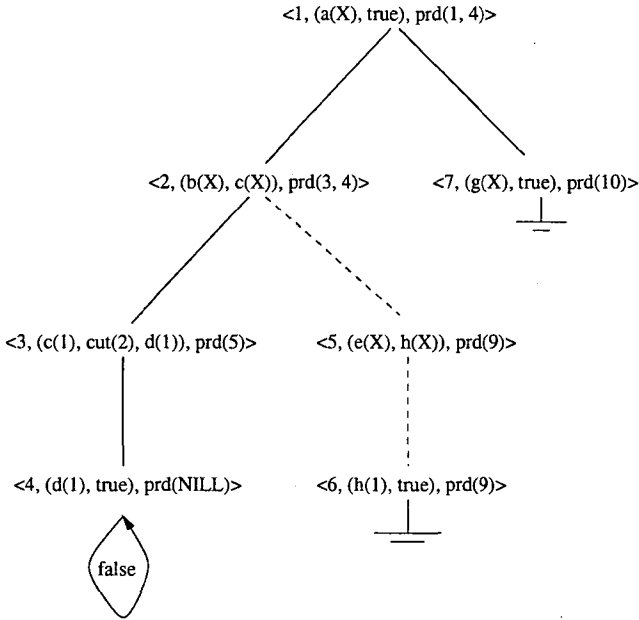 <1, (a(X), true), prd(1, 4)>
<2, (b(X), c(X)), prd(3, 4)>
<7, (g(X), true), prd(10)>
<3, (c(1), cut(2), d(1)), prd(5)>
<5, (e(X), h(X)), prd(9)>
<4, (d(1), true), prd(NILL)>
<6, (h(1), true), prd(9)>
false